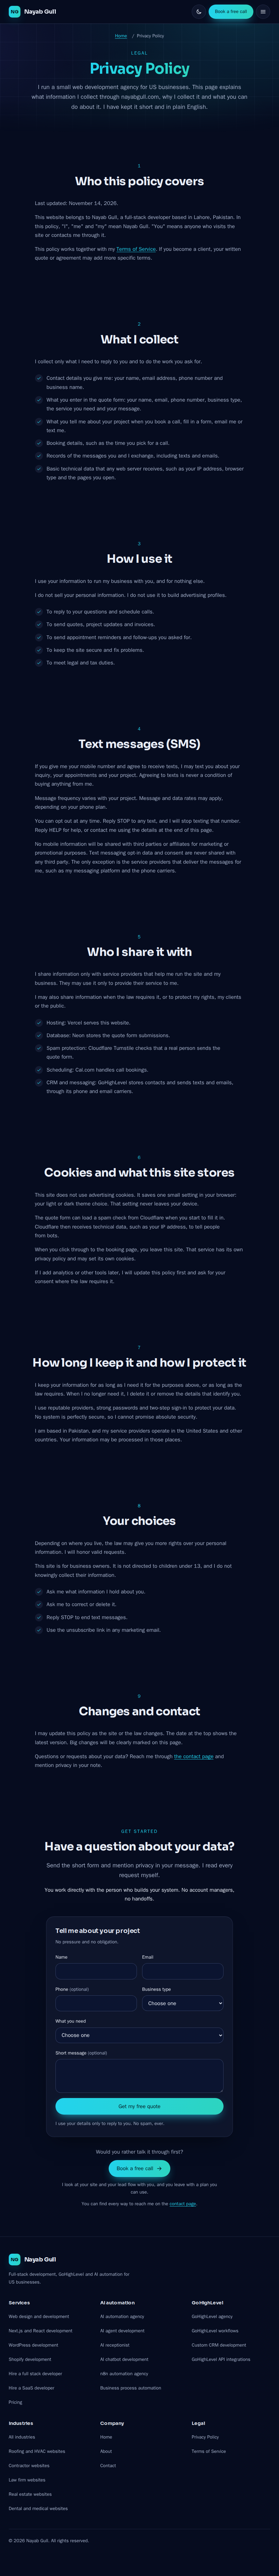 NG Nayab Gull
Book a free call
Home / Privacy Policy
LEGAL
Privacy Policy
I run a small web development agency for US businesses. This page explains
what information I collect through nayabgull.com, why I collect it and what you can
do about it. I have kept it short and in plain English.
1
Who this policy covers
Last updated: November 14, 2026.
This website belongs to Nayab Gull, a full-stack developer based in Lahore, Pakistan. In
this policy, "I", "me" and "my" mean Nayab Gull. "You" means anyone who visits the
site or contacts me through it.
This policy works together with my Terms of Service. If you become a client, your written
quote or agreement may add more specific terms.
2
What I collect
I collect only what I need to reply to you and to do the work you ask for.
Contact details you give me: your name, email address, phone number and
business name.
What you enter in the quote form: your name, email, phone number, business type,
the service you need and your message.
What you tell me about your project when you book a call, fill in a form, email me or
text me.
Booking details, such as the time you pick for a call.
Records of the messages you and I exchange, including texts and emails.
Basic technical data that any web server receives, such as your IP address, browser
type and the pages you open.
3
How I use it
I use your information to run my business with you, and for nothing else.
I do not sell your personal information. I do not use it to build advertising profiles.
To reply to your questions and schedule calls.
To send quotes, project updates and invoices.
To send appointment reminders and follow-ups you asked for.
To keep the site secure and fix problems.
To meet legal and tax duties.
4
Text messages (SMS)
If you give me your mobile number and agree to receive texts, I may text you about your
inquiry, your appointments and your project. Agreeing to texts is never a condition of
buying anything from me.
Message frequency varies with your project. Message and data rates may apply,
depending on your phone plan.
You can opt out at any time. Reply STOP to any text, and I will stop texting that number.
Reply HELP for help, or contact me using the details at the end of this page.
No mobile information will be shared with third parties or affiliates for marketing or
promotional purposes. Text messaging opt-in data and consent are never shared with
any third party. The only exception is the service providers that deliver the messages for
me, such as my messaging platform and the phone carriers.
5
Who I share it with
I share information only with service providers that help me run the site and my
business. They may use it only to provide their service to me.
I may also share information when the law requires it, or to protect my rights, my clients
or the public.
Hosting: Vercel serves this website.
Database: Neon stores the quote form submissions.
Spam protection: Cloudflare Turnstile checks that a real person sends the
quote form.
Scheduling: Cal.com handles call bookings.
CRM and messaging: GoHighLevel stores contacts and sends texts and emails,
through its phone and email carriers.
6
Cookies and what this site stores
This site does not use advertising cookies. It saves one small setting in your browser:
your light or dark theme choice. That setting never leaves your device.
The quote form can load a spam check from Cloudflare when you start to fill it in.
Cloudflare then receives technical data, such as your IP address, to tell people
from bots.
When you click through to the booking page, you leave this site. That service has its own
privacy policy and may set its own cookies.
If I add analytics or other tools later, I will update this policy first and ask for your
consent where the law requires it.
7
How long I keep it and how I protect it
I keep your information for as long as I need it for the purposes above, or as long as the
law requires. When I no longer need it, I delete it or remove the details that identify you.
I use reputable providers, strong passwords and two-step sign-in to protect your data.
No system is perfectly secure, so I cannot promise absolute security.
I am based in Pakistan, and my service providers operate in the United States and other
countries. Your information may be processed in those places.
8
Your choices
Depending on where you live, the law may give you more rights over your personal
information. I will honor valid requests.
This site is for business owners. It is not directed to children under 13, and I do not
knowingly collect their information.
Ask me what information I hold about you.
Ask me to correct or delete it.
Reply STOP to end text messages.
Use the unsubscribe link in any marketing email.
9
Changes and contact
I may update this policy as the site or the law changes. The date at the top shows the
latest version. Big changes will be clearly marked on this page.
Questions or requests about your data? Reach me through the contact page and
mention privacy in your note.
GET STARTED
Have a question about your data?
Send the short form and mention privacy in your message. I read every
request myself.
You work directly with the person who builds your system. No account managers,
no handoffs.
Tell me about your project
No pressure and no obligation.
Name Email
Phone (optional) Business type
Choose one
What you need
Choose one
Short message (optional)
Get my free quote
I use your details only to reply to you. No spam, ever.
Would you rather talk it through first?
Book a free call
I look at your site and your lead flow with you, and you leave with a plan you
can use.
You can find every way to reach me on the contact page.
NG Nayab Gull
Full-stack development, GoHighLevel and AI automation for
US businesses.
Services
Web design and development
Next.js and React development
WordPress development
Shopify development
Hire a full stack developer
Hire a SaaS developer
Pricing
AI automation
AI automation agency
AI agent development
AI receptionist
AI chatbot development
n8n automation agency
Business process automation
GoHighLevel
GoHighLevel agency
GoHighLevel workflows
Custom CRM development
GoHighLevel API integrations
Industries
All industries
Roofing and HVAC websites
Contractor websites
Law firm websites
Real estate websites
Dental and medical websites
Company
Home
About
Contact
Legal
Privacy Policy
Terms of Service
© 2026 Nayab Gull. All rights reserved.